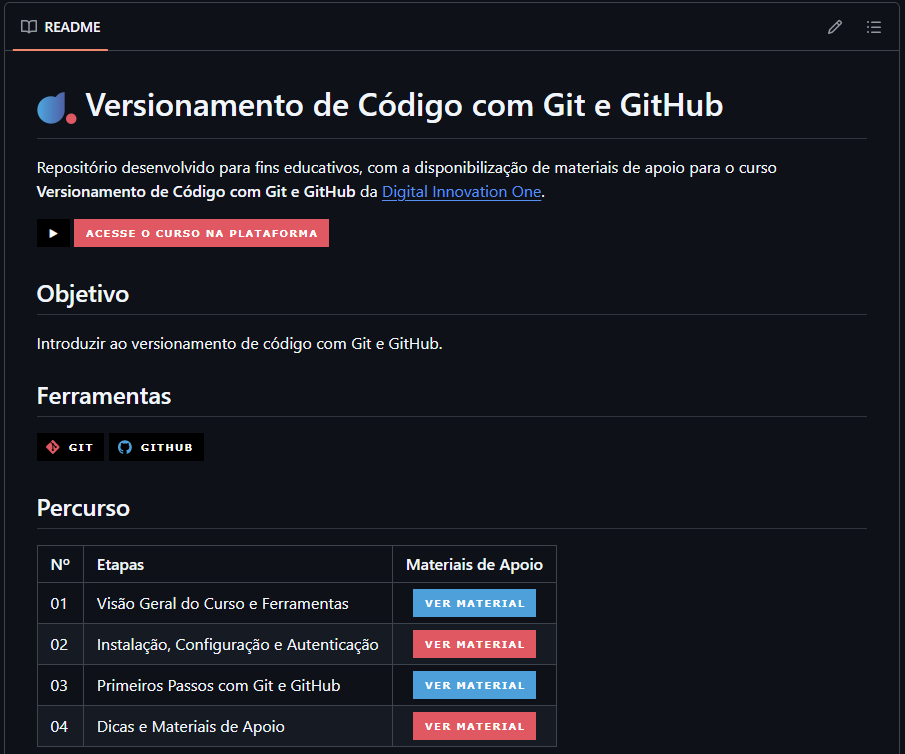 README
Versionamento de Código com Git e GitHub
Repositório desenvolvido para fins educativos, com a disponibilização de materiais de apoio para o curso
Versionamento de Código com Git e GitHub da Digital Innovation One.
ACESSE O CURSO NA PLATAFORMA
Objetivo
Introduzir ao versionamento de código com Git e GitHub.
Ferramentas
GIT GITHUB
Percurso
Nº Etapas Materiais de Apoio
01 Visão Geral do Curso e Ferramentas VER MATERIAL
02 Instalação, Configuração e Autenticação VER MATERIAL
03 Primeiros Passos com Git e GitHub VER MATERIAL
04 Dicas e Materiais de Apoio VER MATERIAL